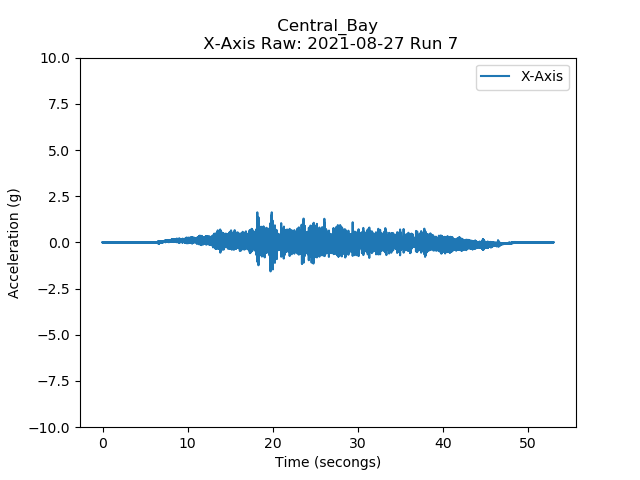 Central_Bay
X-Axis Raw: 2021-08-27 Run 7
X-Axis
10.0
7.5
5.0
2.5
0.0
−2.5
−5.0
−7.5
−10.0
Acceleration (g)
0 10 20 30 40 50
Time (secongs)